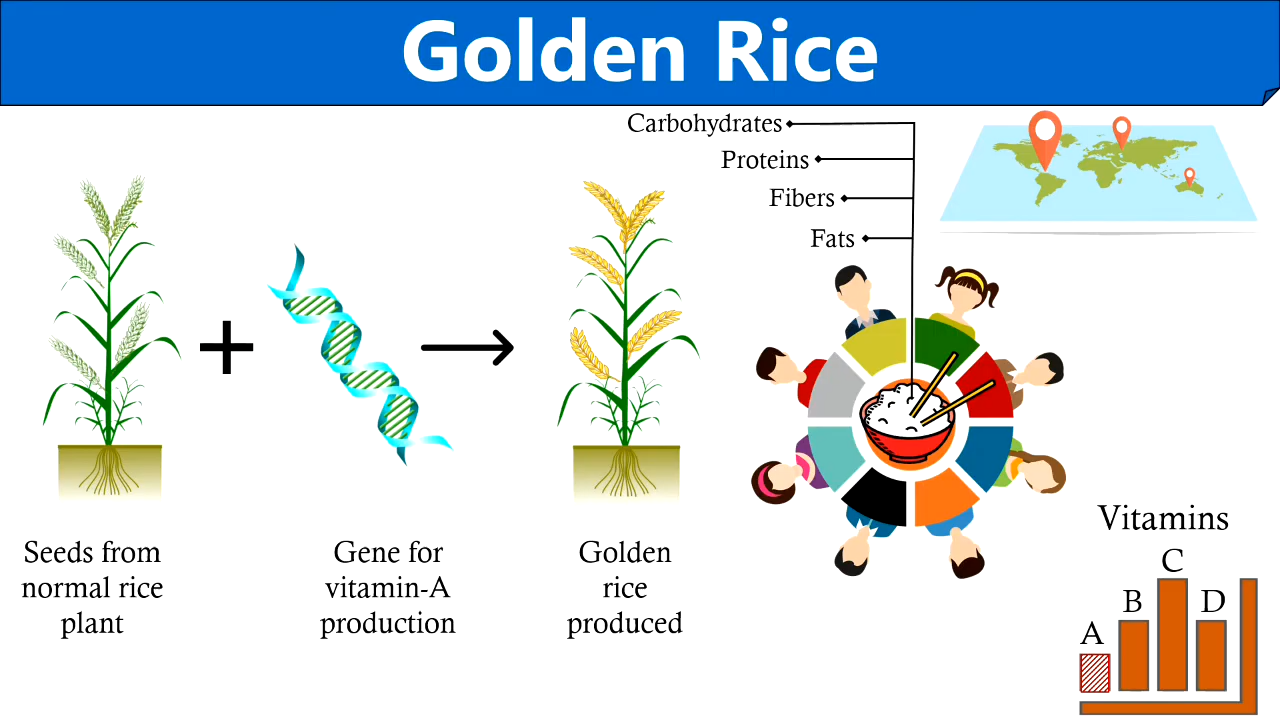 Golden Rice
Carbohydrates
Proteins
Fibers
Fats
Seeds from
normal rice
plant
Gene for
vitamin-A
production
Golden
rice
produced
Vitamins
A
B
C
D